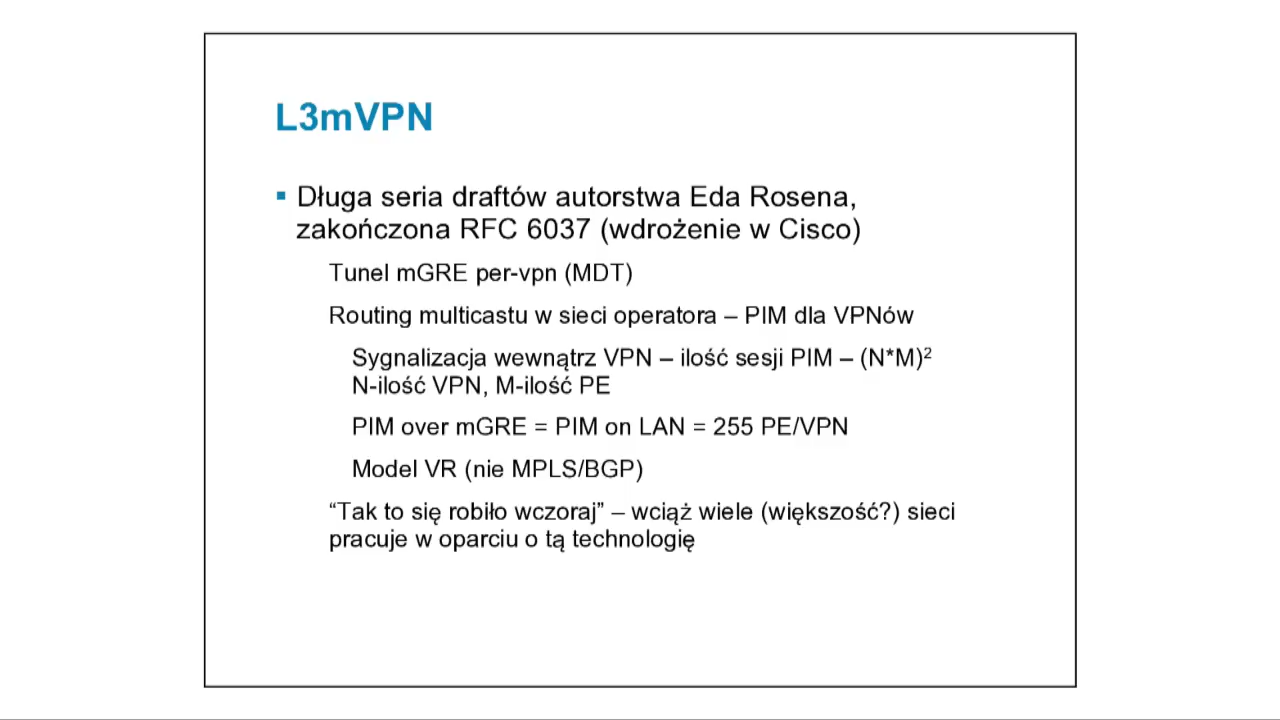 L3mVPN
▪ Długa seria draftów autorstwa Eda Rosena,
zakończona RFC 6037 (wdrożenie w Cisco)
Tunel mGRE per-vpn (MDT)
Routing multicastu w sieci operatora – PIM dla VPNów
Sygnalizacja wewnątrz VPN – ilość sesji PIM – (N*M)²
N-ilość VPN, M-ilość PE
PIM over mGRE = PIM on LAN = 255 PE/VPN
Model VR (nie MPLS/BGP)
“Tak to się robiło wczoraj” – wciąż wiele (większość?) sieci
pracuje w oparciu o tą technologię